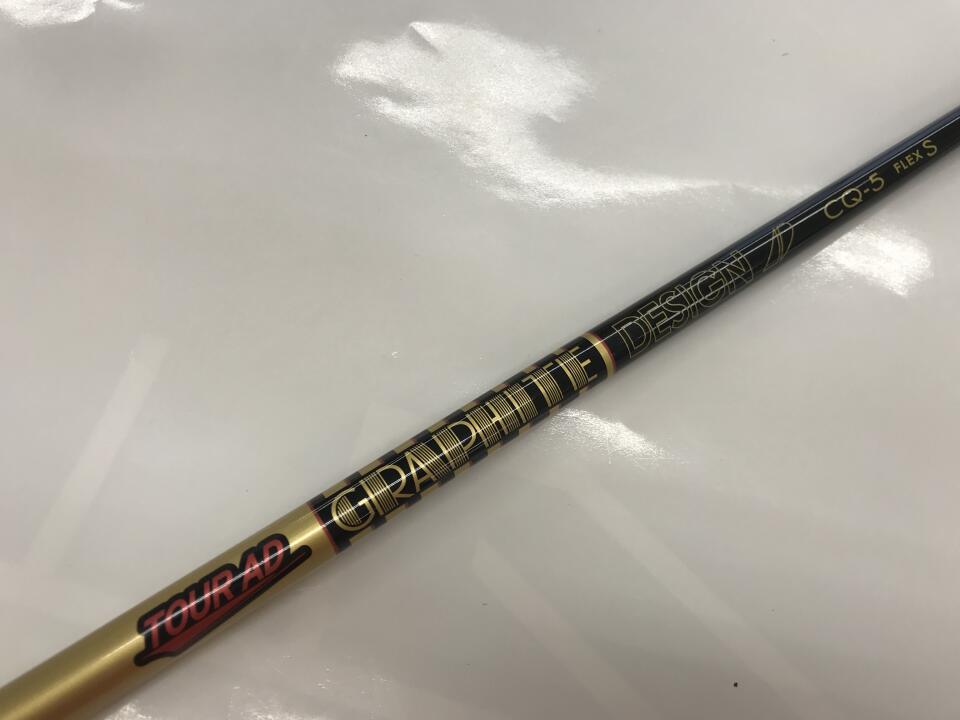 TOUR AD
GRAPHITE
DESIGN
CQ-5 FLEX S